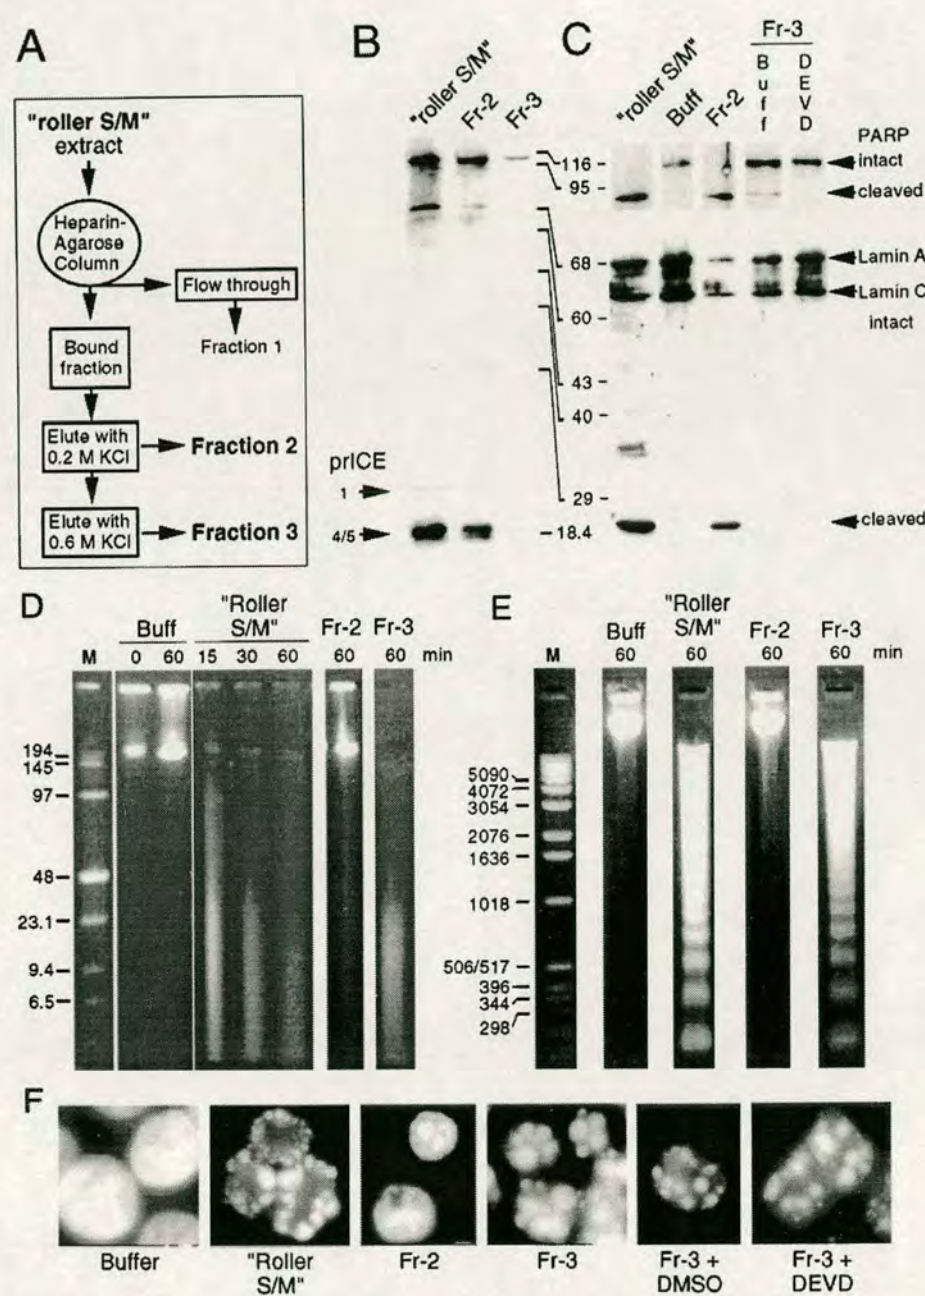 A
"roller S/M"
extract
Heparin-
Agarose
Column
Flow through
Fraction 1
Bound
fraction
Elute with
0.2 M KCl
Fraction 2
Elute with
0.6 M KCl
Fraction 3
B
"roller S/M"
Fr-2
Fr-3
prICE
1
4/5
116
95
68
60
43
40
29
18.4
C
Fr-3
"roller S/M"
Buff
Fr-2
Buff
DEVD
PARP
intact
cleaved
Lamin A
Lamin C
intact
cleaved
D
"Roller
S/M"
Buff
Fr-2
Fr-3
M
0
60
15
30
60
60
60
min
194
145
97
48
23.1
9.4
6.5
E
"Roller
S/M"
Buff
Fr-2
Fr-3
M
60
60
60
60
min
5090
4072
3054
2076
1636
1018
506/517
396
344
298
F
Buffer
"Roller
S/M"
Fr-2
Fr-3
Fr-3 +
DMSO
Fr-3 +
DEVD